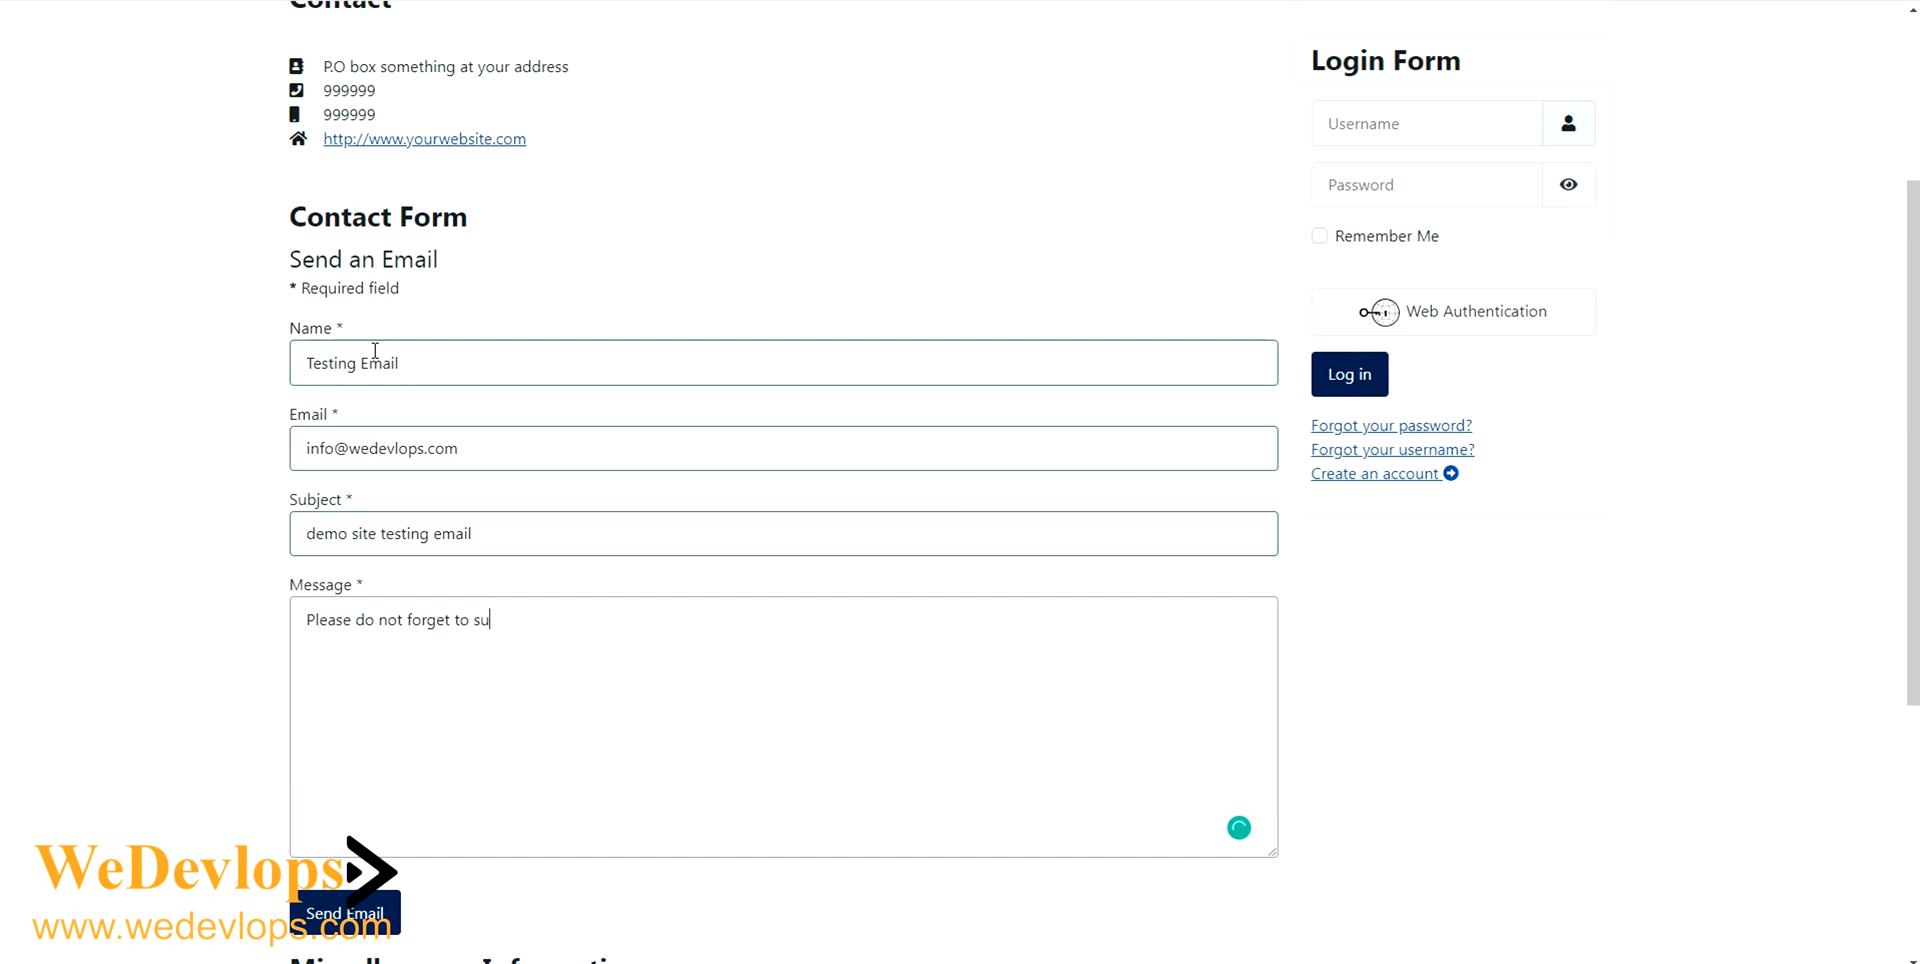 Contact
P.O box something at your address
999999
999999
http://www.yourwebsite.com
Contact Form
Send an Email
* Required field
Name *
Testing Email
Email *
info@wedevlops.com
Subject *
demo site testing email
Message *
Please do not forget to su
Send Email
WeDevlops
www.wedevlops.com
Login Form
Username
Password
Remember Me
Web Authentication
Log in
Forgot your password?
Forgot your username?
Create an account